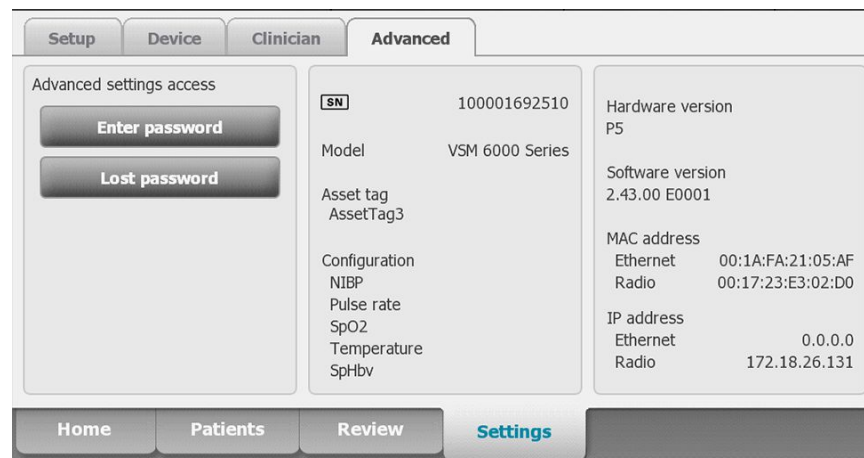 Setup Device Clinician Advanced
Advanced settings access
Enter password
Lost password
SN 100001692510
Model VSM 6000 Series
Asset tag
AssetTag3
Configuration
NIBP
Pulse rate
SpO2
Temperature
SpHbv
Hardware version
P5
Software version
2.43.00 E0001
MAC address
Ethernet 00:1A:FA:21:05:AF
Radio 00:17:23:E3:02:D0
IP address
Ethernet 0.0.0.0
Radio 172.18.26.131
Home Patients Review Settings